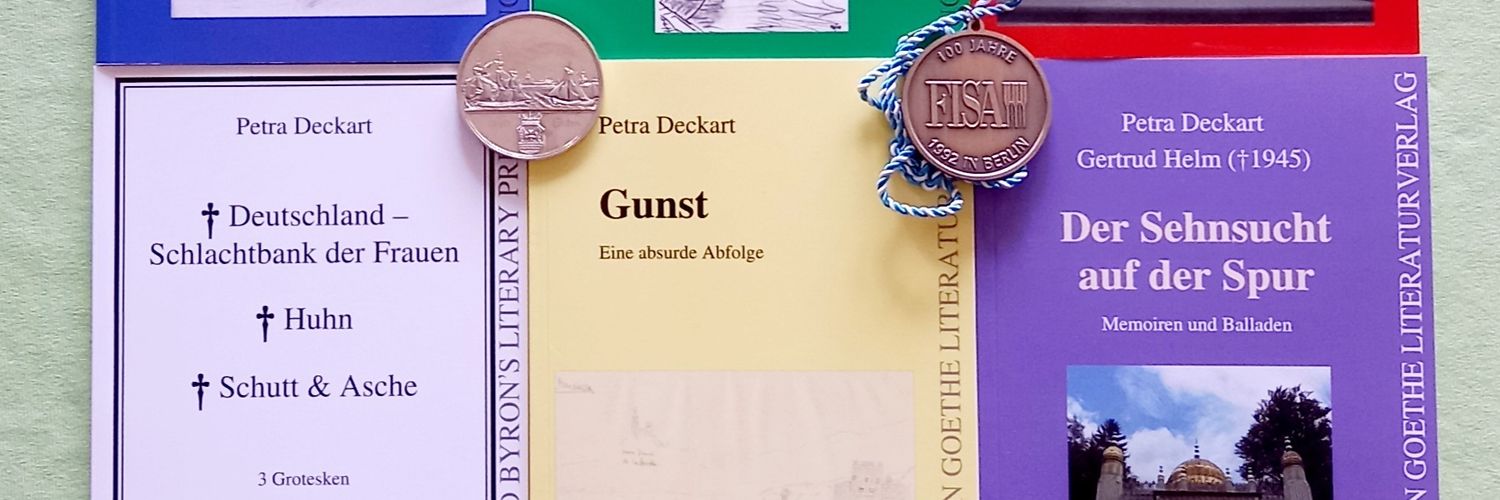 Petra Deckart
† Deutschland –
Schlachtbank der Frauen
† Huhn
† Schutt & Asche
3 Grotesken
BYRON'S LITERARY
Petra Deckart
Gunst
Eine absurde Abfolge
GOETHE LITERATUR
100 JAHRE
FISA
1992 IN BERLIN
Petra Deckart
Gertrud Helm (†1945)
Der Sehnsucht
auf der Spur
Memoiren und Balladen
GOETHE LITERATURVERLAG